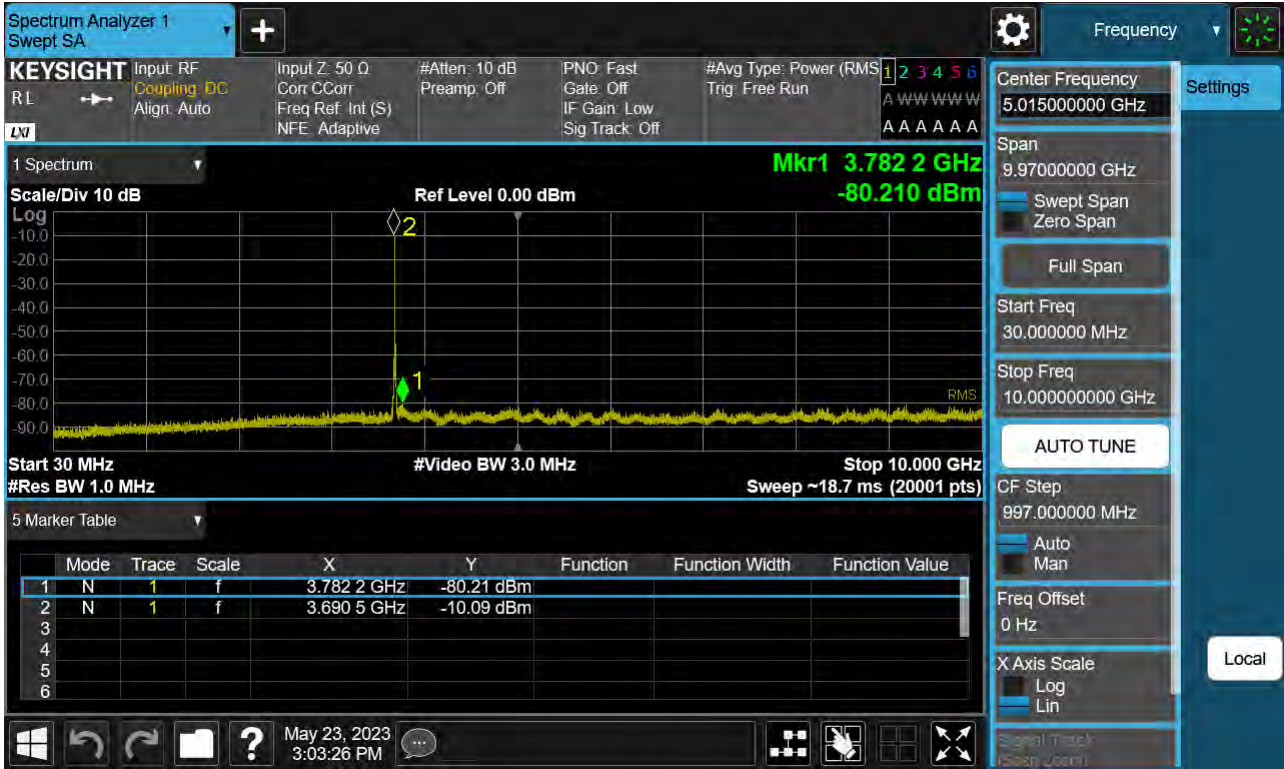 Spectrum Analyzer 1
Swept SA
Frequency
KEYSIGHT
RL
LXI
Input: RF
Coupling: DC
Align: Auto
Input Z: 50 Ω
Corr CCorr
Freq Ref: Int (S)
NFE: Adaptive
#Atten: 10 dB
Preamp: Off
PNO: Fast
Gate: Off
IF Gain: Low
Sig Track: Off
#Avg Type: Power (RMS
Trig: Free Run
1 2 3 4 5 6
A W W W W W
A A A A A A
1 Spectrum
Mkr1 3.782 2 GHz
-80.210 dBm
Scale/Div 10 dB
Ref Level 0.00 dBm
Log
-10.0
-20.0
-30.0
-40.0
-50.0
-60.0
-70.0
-80.0
-90.0
2
1
RMS
Start 30 MHz
#Video BW 3.0 MHz
Stop 10.000 GHz
#Res BW 1.0 MHz
Sweep ~18.7 ms (20001 pts)
5 Marker Table
Mode Trace Scale X Y Function Function Width Function Value
1 N 1 f 3.782 2 GHz -80.21 dBm
2 N 1 f 3.690 5 GHz -10.09 dBm
3
4
5
6
May 23, 2023
3:03:26 PM
Center Frequency
5.015000000 GHz
Span
9.97000000 GHz
Swept Span
Zero Span
Full Span
Start Freq
30.000000 MHz
Stop Freq
10.000000000 GHz
AUTO TUNE
CF Step
997.000000 MHz
Auto
Man
Freq Offset
0 Hz
X Axis Scale
Log
Lin
Signal Track
(Span Zoom)
Settings
Local